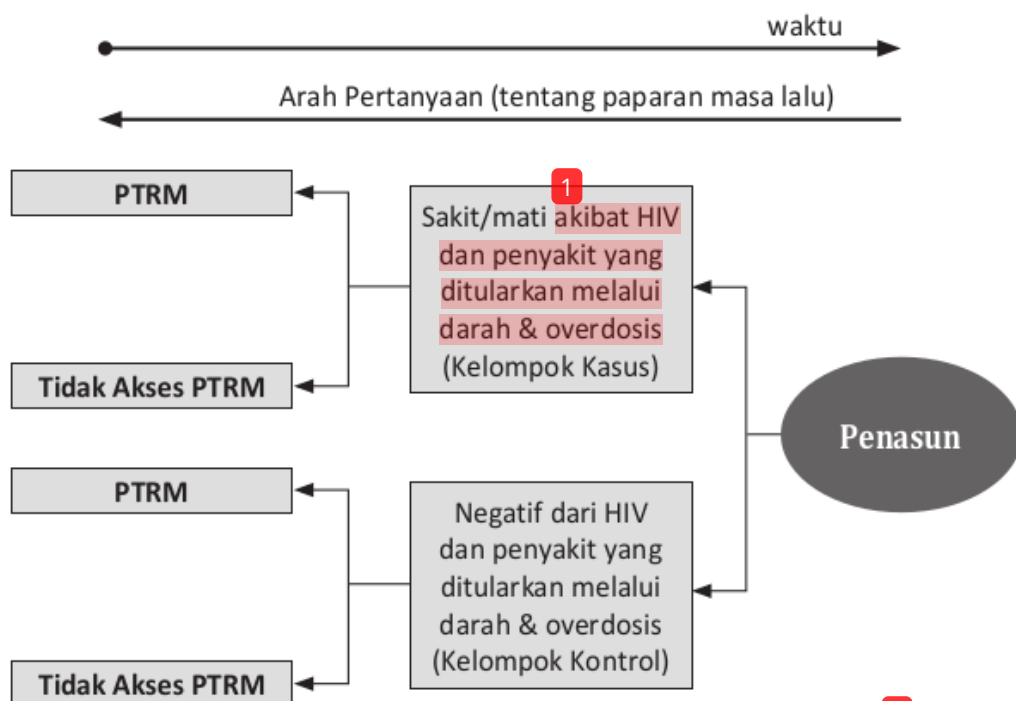 waktu
Arah Pertanyaan (tentang paparan masa lalu)
PTRM
1
Sakit/mati akibat HIV
dan penyakit yang
ditularkan melalui
darah & overdosis
(Kelompok Kasus)
Tidak Akses PTRM
Penasun
PTRM
Negatif dari HIV
dan penyakit yang
ditularkan melalui
darah & overdosis
(Kelompok Kontrol)
Tidak Akses PTRM